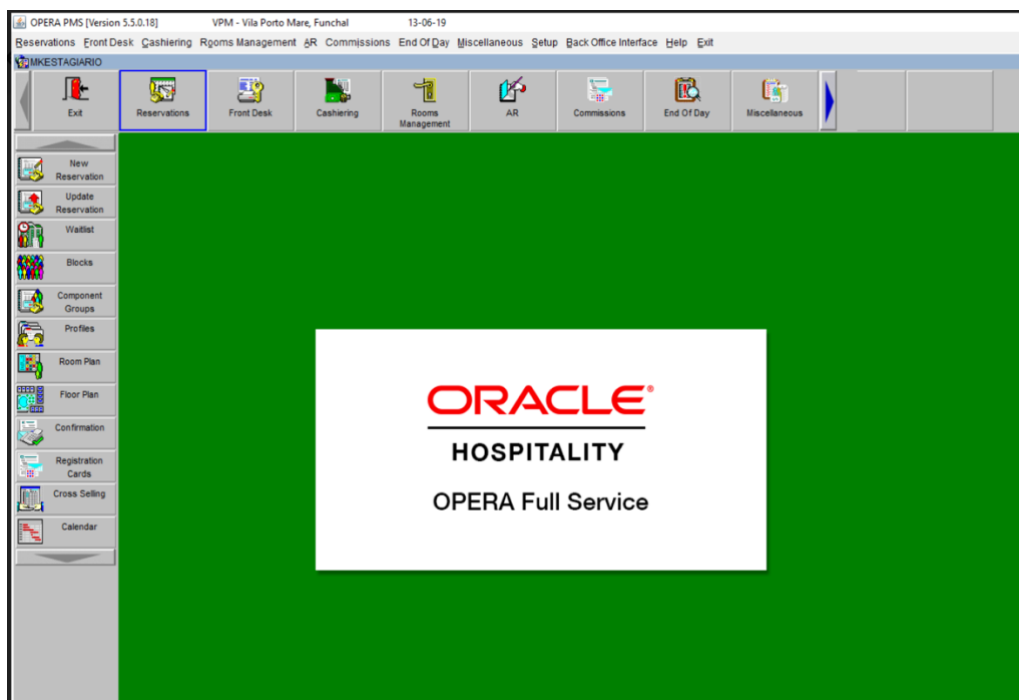 OPERA PMS [Version 5.5.0.18] VPM - Vila Porto Mare, Funchal 13-06-19
Reservations Front Desk Cashiering Rooms Management AR Commissions End Of Day Miscellaneous Setup Back Office Interface Help Exit
MKESTAGIARIO
Exit
Reservations
Front Desk
Cashiering
Rooms
Management
AR
Commissions
End Of Day
Miscellaneous
New
Reservation
Update
Reservation
Waitlist
Blocks
Component
Groups
Profiles
Room Plan
Floor Plan
Confirmation
Registration
Cards
Cross Selling
Calendar
ORACLE®
HOSPITALITY
OPERA Full Service